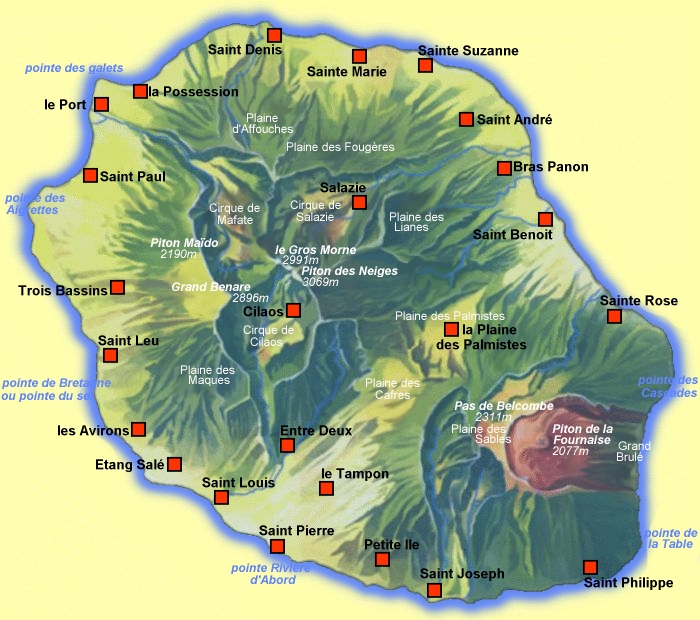 Saint Denis
Sainte Suzanne
Sainte Marie
pointe des galets
la Possession
le Port
Plaine
d'Affouches
Saint André
Plaine des Fougères
Bras Panon
Saint Paul
Salazie
pointe des
Aigrettes
Cirque de
Mafate
Cirque de
Salazie
Plaine des
Lianes
Saint Benoit
Piton Maïdo
2190m
le Gros Morne
2991m
Piton des Neiges
3069m
Grand Benare
2896m
Trois Bassins
Cilaos
Sainte Rose
Plaine des Palmistes
la Plaine
des Palmistes
Cirque de
Cilaos
Saint Leu
Plaine des
Maques
pointe de Bretagne
ou pointe du se
Plaine des
Cafres
pointe des
Cascades
Pas de Belcombe
2311m
Plaine des
Sables
Piton de la
Fournaise
2077m
Grand
Brulé
les Avirons
Entre Deux
Etang Salé
le Tampon
Saint Louis
Saint Pierre
Petite Ile
pointe de
la Table
pointe Rivière
d'Abord
Saint Joseph
Saint Philippe